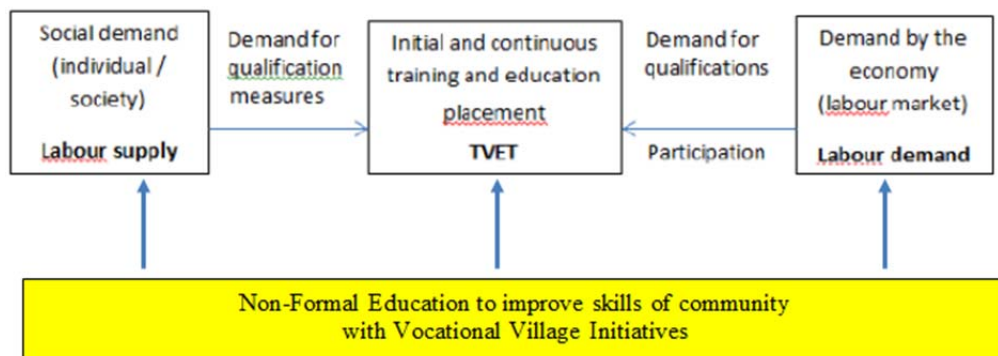 Social demand
(individual /
society)
Labour supply
Demand for
qualification
measures
Initial and continuous
training and education
placement
TVET
Demand for
qualifications
Participation
Demand by the
economy
(labour market)
Labour demand
Non-Formal Education to improve skills of community
with Vocational Village Initiatives